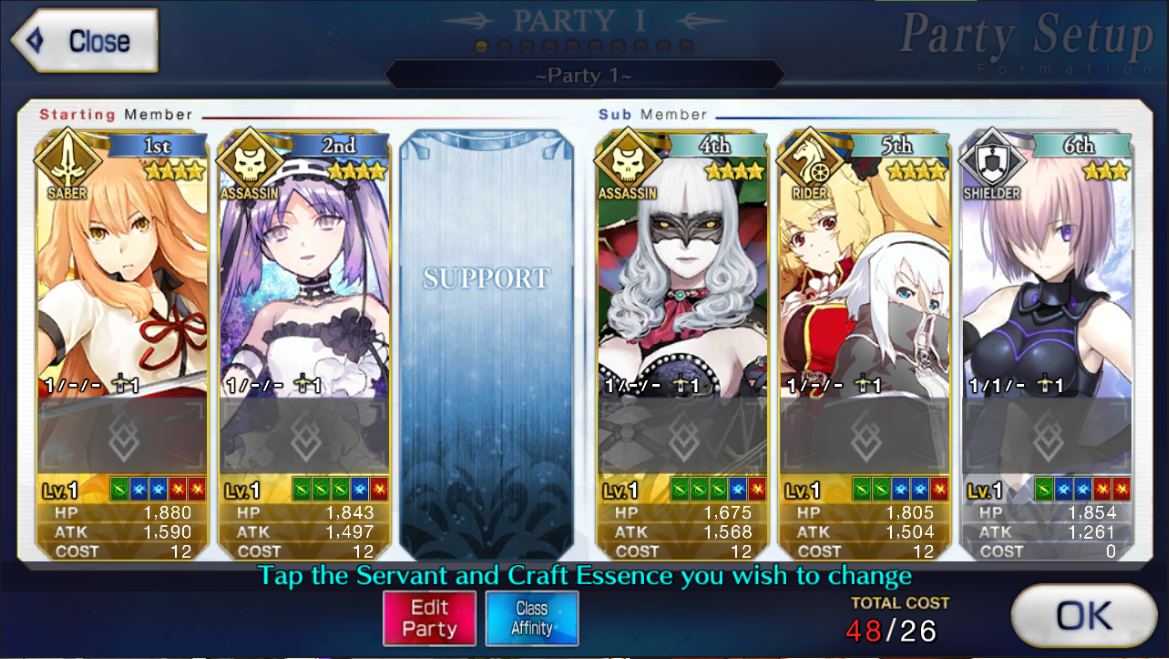 Close
PARTY I
Party Setup
Formation
~Party 1~
Starting Member
Sub Member
1st
SABER
1/-/- 1
Lv.1
HP 1,880
ATK 1,590
COST 12
2nd
ASSASSIN
1/-/- 1
Lv.1
HP 1,843
ATK 1,497
COST 12
SUPPORT
4th
ASSASSIN
1/-/- 1
Lv.1
HP 1,675
ATK 1,568
COST 12
5th
RIDER
1/-/- 1
Lv.1
HP 1,805
ATK 1,504
COST 12
6th
SHIELDER
1/1/- 1
Lv.1
HP 1,854
ATK 1,261
COST 0
Tap the Servant and Craft Essence you wish to change
Edit
Party
Class
Affinity
TOTAL COST
48/26
OK